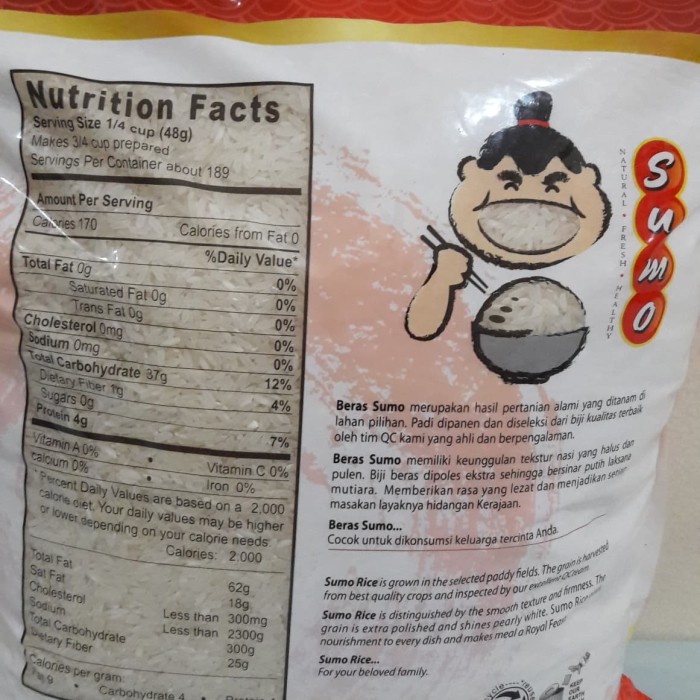 Nutrition Facts
Serving Size 1/4 cup (48g)
Makes 3/4 cup prepared
Servings Per Container about 189
Amount Per Serving
Calories 170 Calories from Fat 0
%Daily Value*
Total Fat 0g 0%
Saturated Fat 0g 0%
Trans Fat 0g 0%
Cholesterol 0mg 0%
Sodium 0mg 0%
Total Carbohydrate 37g 12%
Dietary Fiber 1g 4%
Sugars 0g
Protein 4g 7%
Vitamin A 0% • Vitamin C 0%
calcium 0% • Iron 0%
*Percent Daily Values are based on a 2,000
calorie diet. Your daily values may be higher
or lower depending on your calorie needs.
Calories: 2.000
Total Fat 62g
Sat Fat 18g
Cholesterol Less than 300mg
Sodium Less than 2300g
Total Carbohydrate 300g
Dietary Fiber 25g
Calories per gram
Fat 9 • Carbohydrate 4 •
SUMO
NATURAL • FRESH • HEALTHY
Beras Sumo merupakan hasil pertanian alami yang ditanam di
lahan pilihan. Padi dipanen dan diseleksi dari biji kualitas terbaik
oleh tim QC kami yang ahli dan berpengalaman.
Beras Sumo memiliki keunggulan tekstur nasi yang halus dan
pulen. Biji beras dipoles ekstra sehingga bersinar putih laksana
mutiara. Memberikan rasa yang lezat dan menjadikan
masakan layaknya hidangan Kerajaan.
Beras Sumo...
Cocok untuk dikonsumsi keluarga tercinta Anda.
Sumo Rice is grown in the selected paddy fields. The grain is harvested
from best quality crops and inspected by our excellent QC team.
Sumo Rice is distinguished by the smooth texture and firmness. The
grain is extra polished and shines pearly white. Sumo Rice
nourishment to every dish and makes meal a Royal Feast
Sumo Rice...
For your beloved family.
KEEP
OUR
EARTH